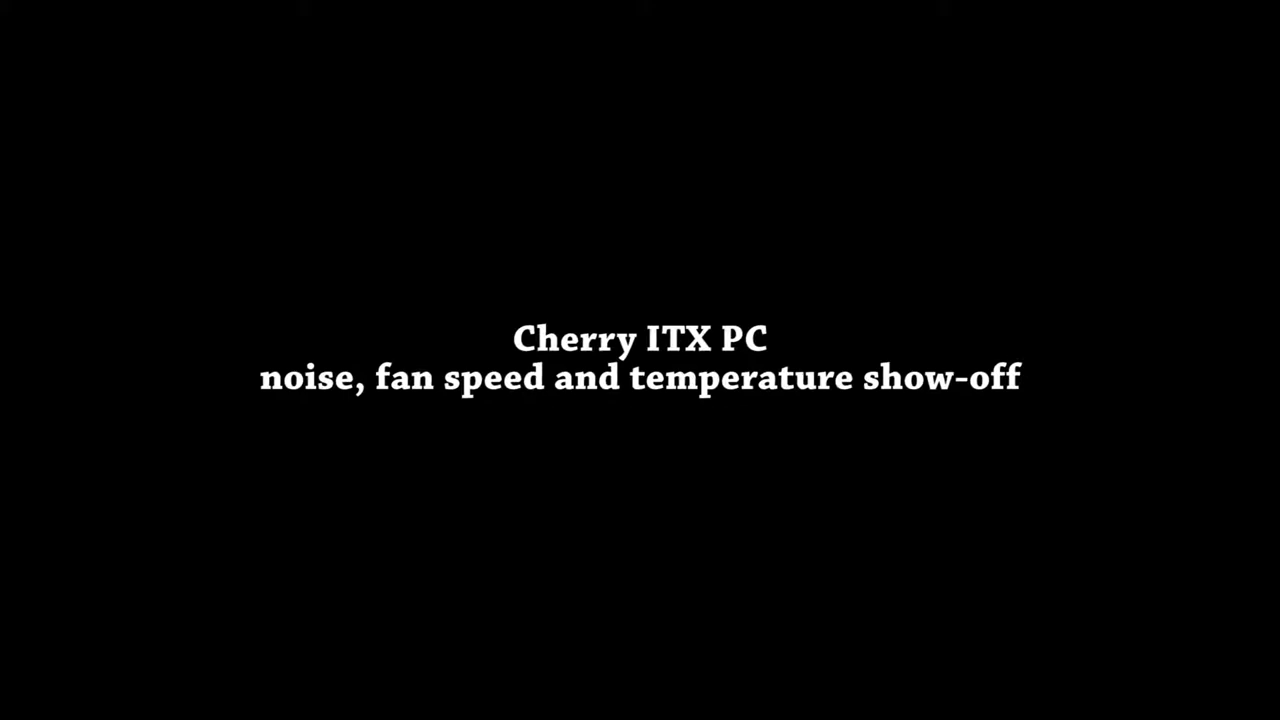 Cherry ITX PC
noise, fan speed and temperature show-off